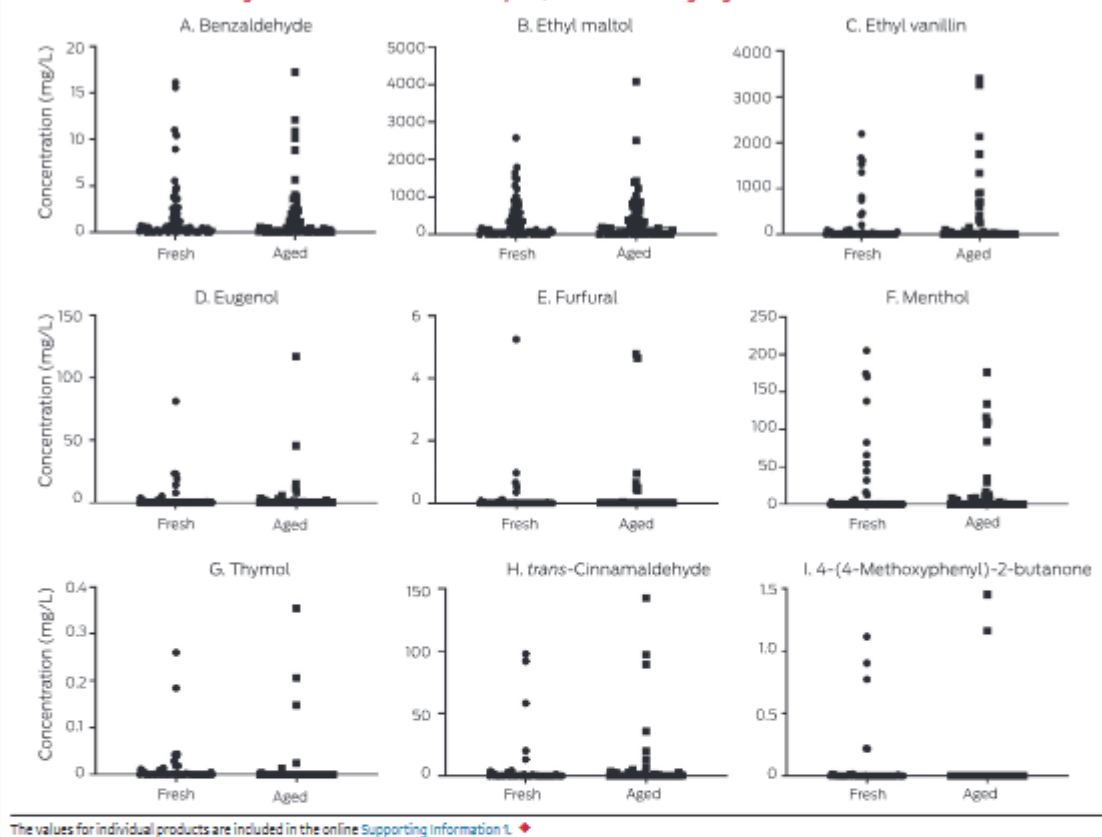 A. Benzaldehyde
B. Ethyl maltol
C. Ethyl vanillin
Concentration (mg/L)
20
15
10
5
0
Fresh
Aged
5000
4000
3000
2000
1000
0
Fresh
Aged
4000
3000
2000
1000
0
Fresh
Aged
D. Eugenol
E. Furfural
F. Menthol
Concentration (mg/L)
150
100
50
0
Fresh
Aged
6
4
2
0
Fresh
Aged
250
200
150
100
50
0
Fresh
Aged
G. Thymol
H. trans-Cinnamaldehyde
I. 4-(4-Methoxyphenyl)-2-butanone
Concentration (mg/L)
0.4
0.3
0.2
0.1
0
Fresh
Aged
150
100
50
0
Fresh
Aged
1.5
1.0
0.5
0
Fresh
Aged
The values for individual products are included in the online Supporting Information 1.